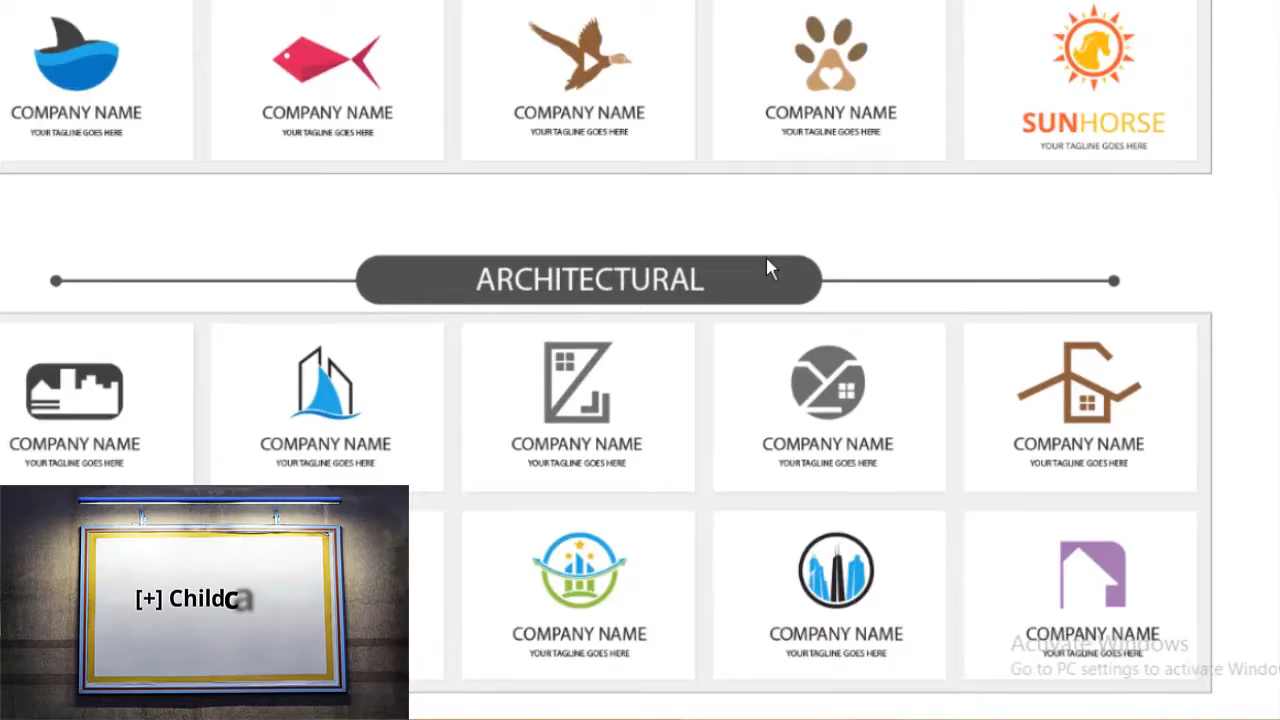 COMPANY NAME
YOUR TAGLINE GOES HERE
COMPANY NAME
YOUR TAGLINE GOES HERE
COMPANY NAME
YOUR TAGLINE GOES HERE
COMPANY NAME
YOUR TAGLINE GOES HERE
SUNHORSE
YOUR TAGLINE GOES HERE
ARCHITECTURAL
COMPANY NAME
YOUR TAGLINE GOES HERE
COMPANY NAME
YOUR TAGLINE GOES HERE
COMPANY NAME
YOUR TAGLINE GOES HERE
COMPANY NAME
YOUR TAGLINE GOES HERE
COMPANY NAME
YOUR TAGLINE GOES HERE
[+] Childca
COMPANY NAME
YOUR TAGLINE GOES HERE
COMPANY NAME
YOUR TAGLINE GOES HERE
COMPANY NAME
YOUR TAGLINE GOES HERE
Activate Windows
Go to PC settings to activate Windo